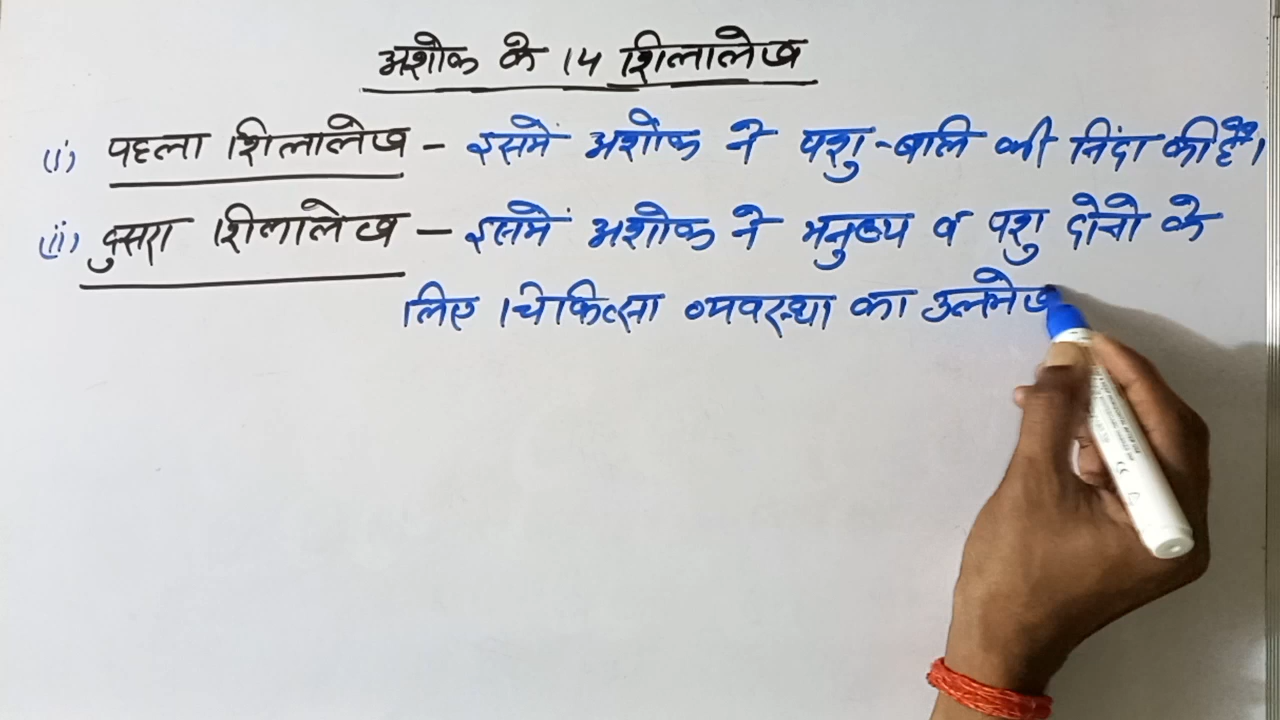 अशोक के 14 शिलालेख
(i) पहला शिलालेख - इसमें अशोक ने पशु-बलि की निंदा की है।
(ii) दुसरा शिलालेख - इसमें अशोक ने मनुष्य व पशु दोनो के
लिए चिकित्सा व्यवस्था का उल्लेख